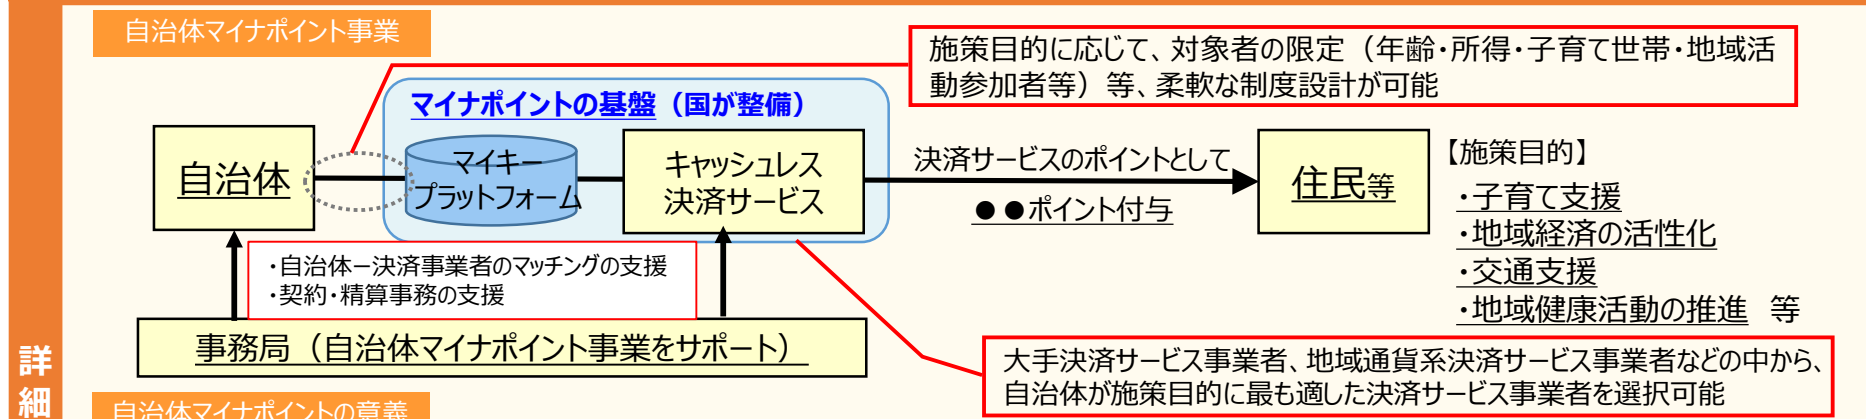 自治体マイナポイント事業
施策目的に応じて、対象者の限定（年齢・所得・子育て世帯・地域活
動参加者等）等、柔軟な制度設計が可能
マイナポイントの基盤（国が整備）
自治体
マイキー
プラットフォーム
キャッシュレス
決済サービス
決済サービスのポイントとして
●●ポイント付与
住民等
【施策目的】
・子育て支援
・地域経済の活性化
・交通支援
・地域健康活動の推進 等
・自治体－決済事業者のマッチングの支援
・契約・精算事務の支援
事務局（自治体マイナポイント事業をサポート）
大手決済サービス事業者、地域通貨系決済サービス事業者などの中から、
自治体が施策目的に最も適した決済サービス事業者を選択可能
詳
細
自治体マイナポイントの意義